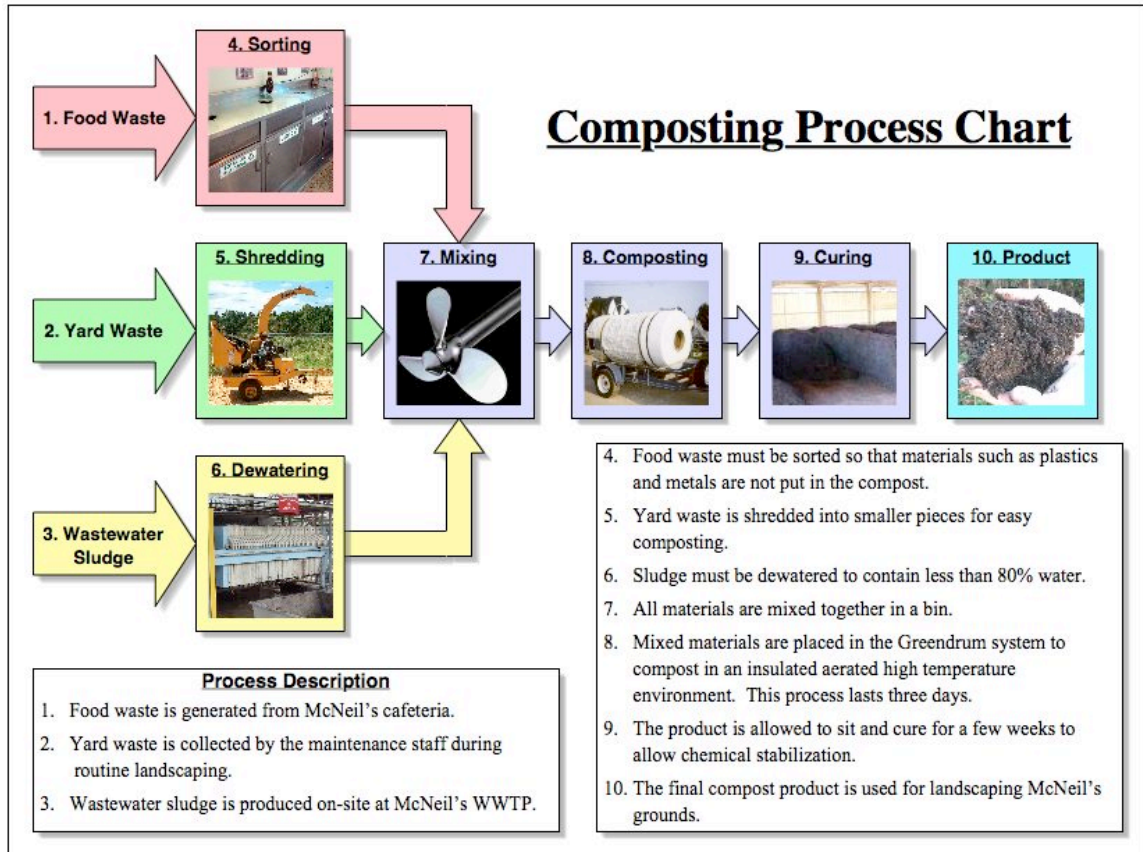 Composting Process Chart
1. Food Waste
4. Sorting
2. Yard Waste
5. Shredding
7. Mixing
8. Composting
9. Curing
10. Product
3. Wastewater
Sludge
6. Dewatering
Process Description
1. Food waste is generated from McNeil's cafeteria.
2. Yard waste is collected by the maintenance staff during
routine landscaping.
3. Wastewater sludge is produced on-site at McNeil's WWTP.
4. Food waste must be sorted so that materials such as plastics
and metals are not put in the compost.
5. Yard waste is shredded into smaller pieces for easy
composting.
6. Sludge must be dewatered to contain less than 80% water.
7. All materials are mixed together in a bin.
8. Mixed materials are placed in the Greendrum system to
compost in an insulated aerated high temperature
environment. This process lasts three days.
9. The product is allowed to sit and cure for a few weeks to
allow chemical stabilization.
10. The final compost product is used for landscaping McNeil's
grounds.